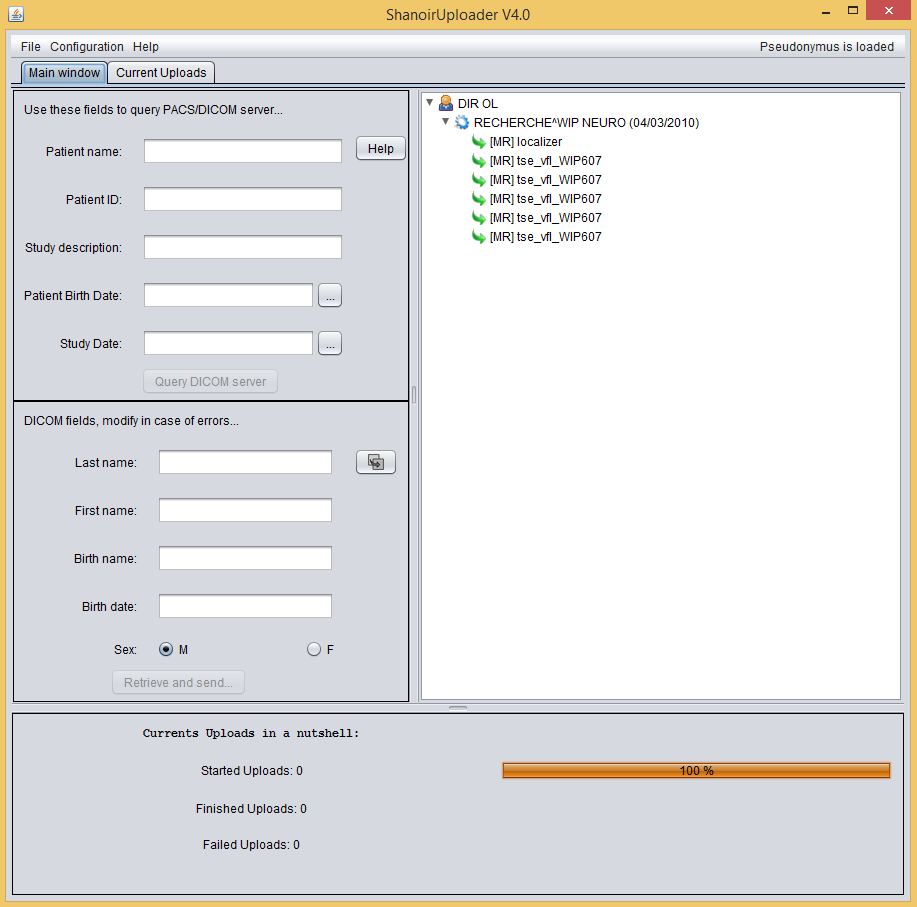 ShanoirUploader V4.0
File Configuration Help
Pseudonymus is loaded
Main window
Current Uploads
Use these fields to query PACS/DICOM server...
Patient name:
Help
Patient ID:
Study description:
Patient Birth Date:
...
Study Date:
...
Query DICOM server
DICOM fields, modify in case of errors...
Last name:
First name:
Birth name:
Birth date:
Sex: M F
Retrieve and send...
DIR OL
RECHERCHE^WIP NEURO (04/03/2010)
[MR] localizer
[MR] tse_vfl_WIP607
[MR] tse_vfl_WIP607
[MR] tse_vfl_WIP607
[MR] tse_vfl_WIP607
[MR] tse_vfl_WIP607
Currents Uploads in a nutshell:
Started Uploads: 0
100 %
Finished Uploads: 0
Failed Uploads: 0